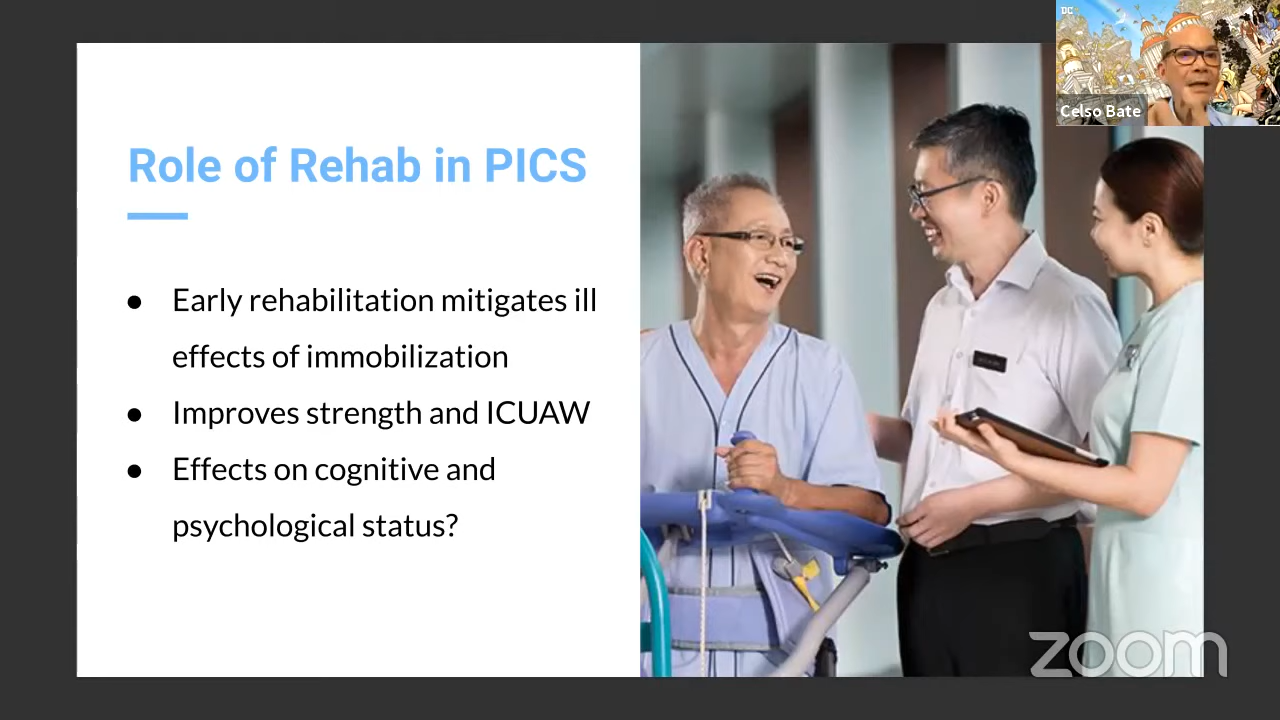 DC
Celso Bate
Role of Rehab in PICS
● Early rehabilitation mitigates ill
effects of immobilization
● Improves strength and ICUAW
● Effects on cognitive and
psychological status?
zoom